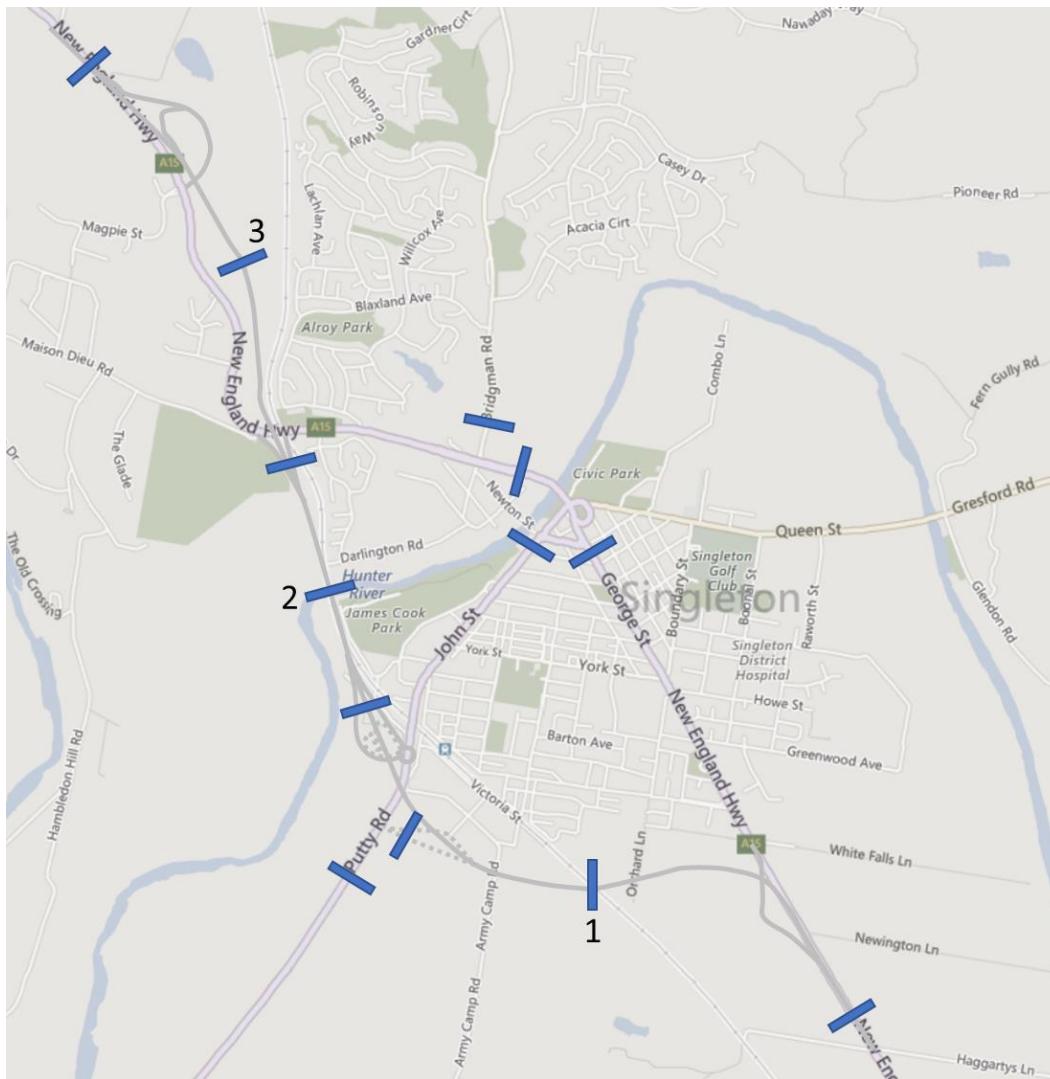 Nawaday Way
Gardner Cirt
New England Hwy
Robinson Way
A15
Casey Dr
Pioneer Rd
Lachlan Ave
Willcox Ave
Acacia Cirt
Magpie St
3
Blaxland Ave
Alroy Park
Combo Ln
Maison Dieu Rd
New England Hwy
Bridgman Rd
Fern Gully Rd
A15
The Glade
Dr
Civic Park
Newton St
Gresford Rd
Queen St
Darlington Rd
Singleton
Golf
Club
Boundary St
Boonal St
Raworth St
The Old Crossing
Hunter
River
2
James Cook
Park
Singleton
Glendon Rd
John St
George St
York St
York St
Singleton
District
Hospital
Howe St
New England Hwy
Barton Ave
Greenwood Ave
Hambledon Hill Rd
Victoria St
Putty Rd
A15
White Falls Ln
Orchard Ln
Army Camp Rd
1
Newington Ln
Army Camp Rd
New Eng
Haggartys Ln